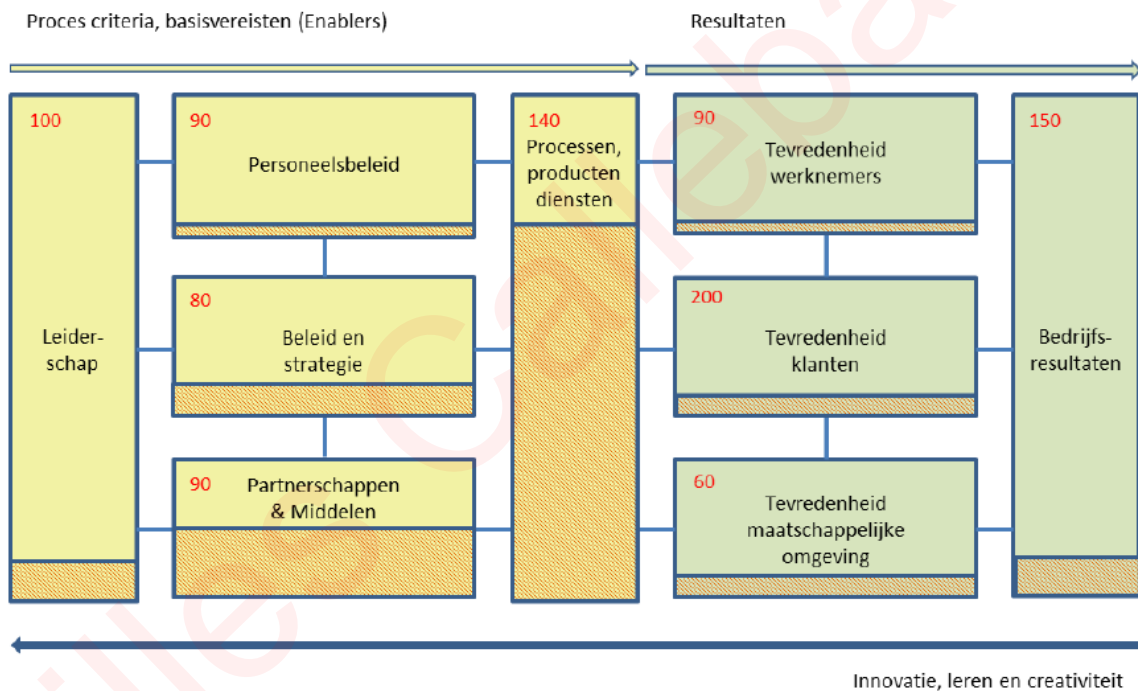 Proces criteria, basisvereisten (Enablers)
Resultaten
100
Leider-
schap
90
Personeelsbeleid
80
Beleid en
strategie
90
Partnerschappen
& Middelen
140
Processen,
producten
diensten
90
Tevredenheid
werknemers
200
Tevredenheid
klanten
60
Tevredenheid
maatschappelijke
omgeving
150
Bedrijfs-
resultaten
Innovatie, leren en creativiteit